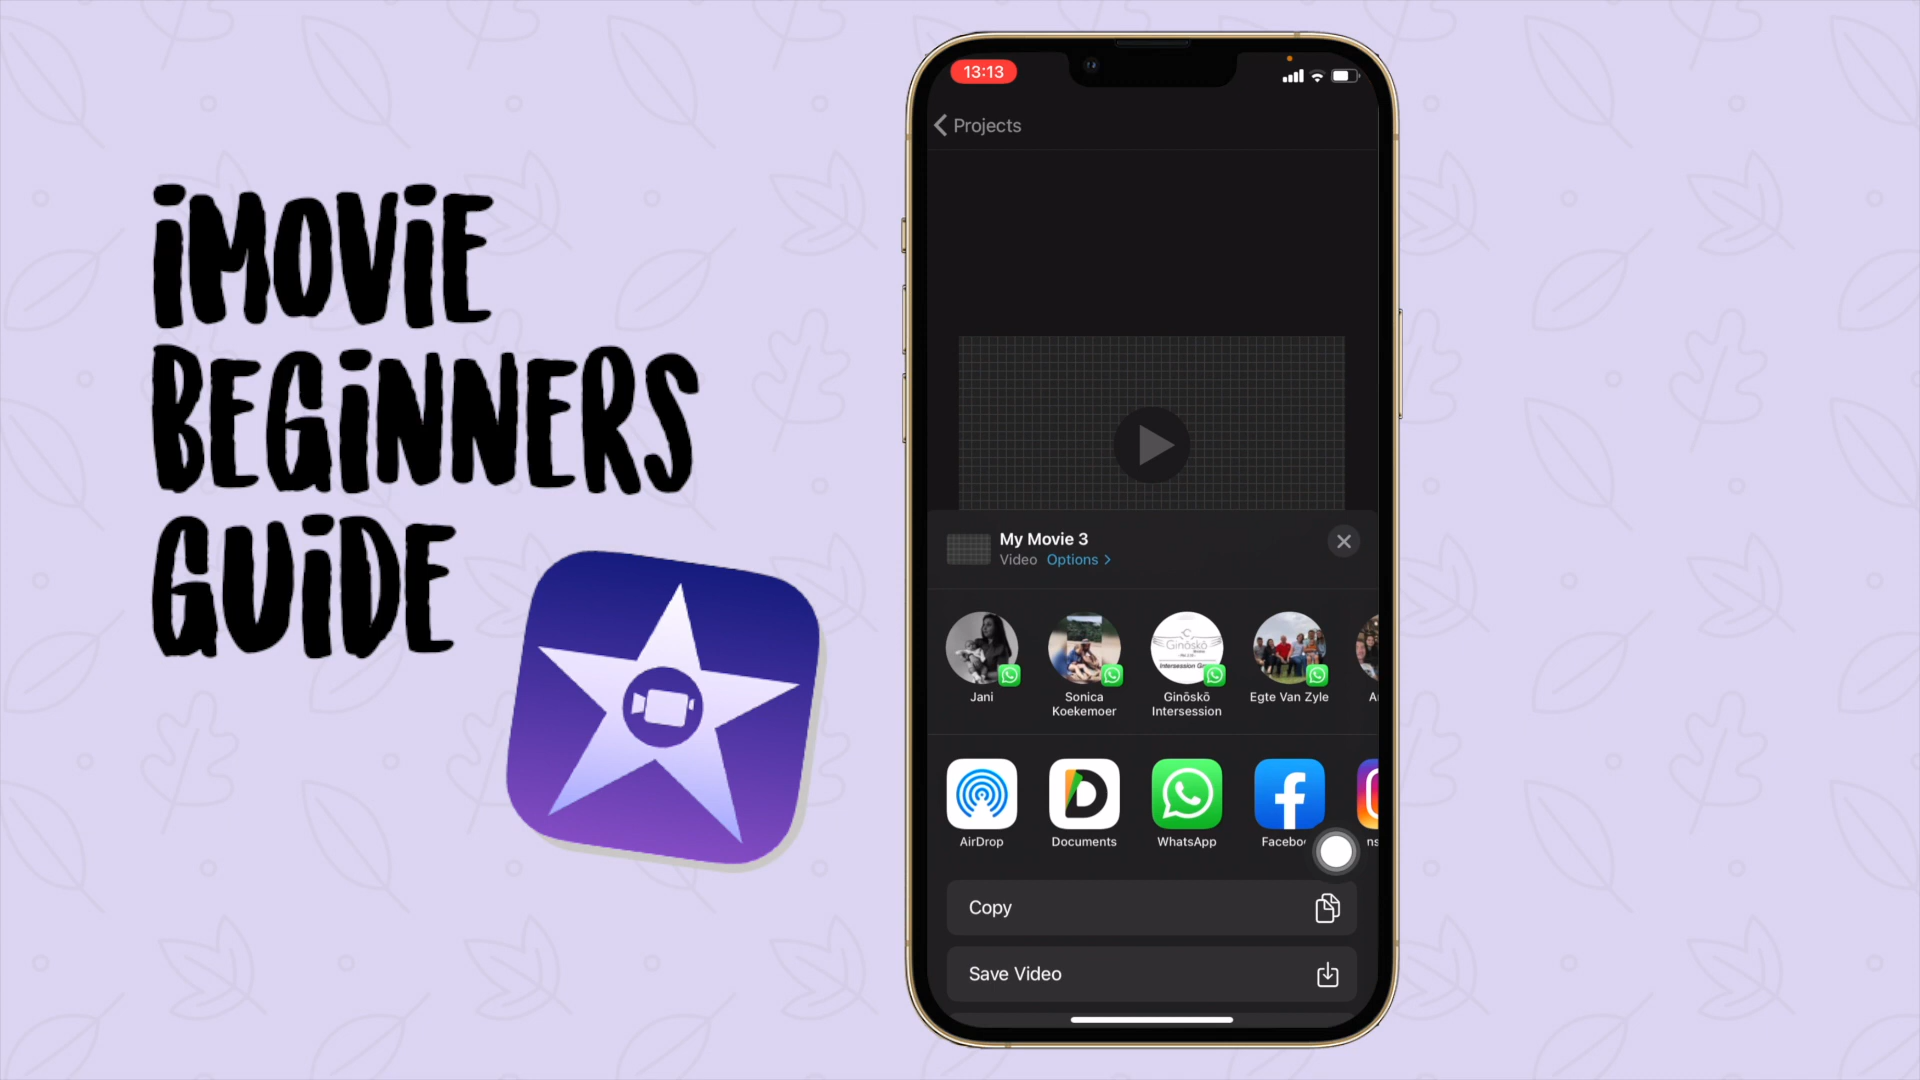 iMOViE
BEGiNNERS
GUiDE
13:13
Projects
My Movie 3
Video Options >
Jani
Sonica
Koekemoer
Ginōskō
Intersession
Egte Van Zyle
AirDrop
Documents
WhatsApp
Copy
Save Video